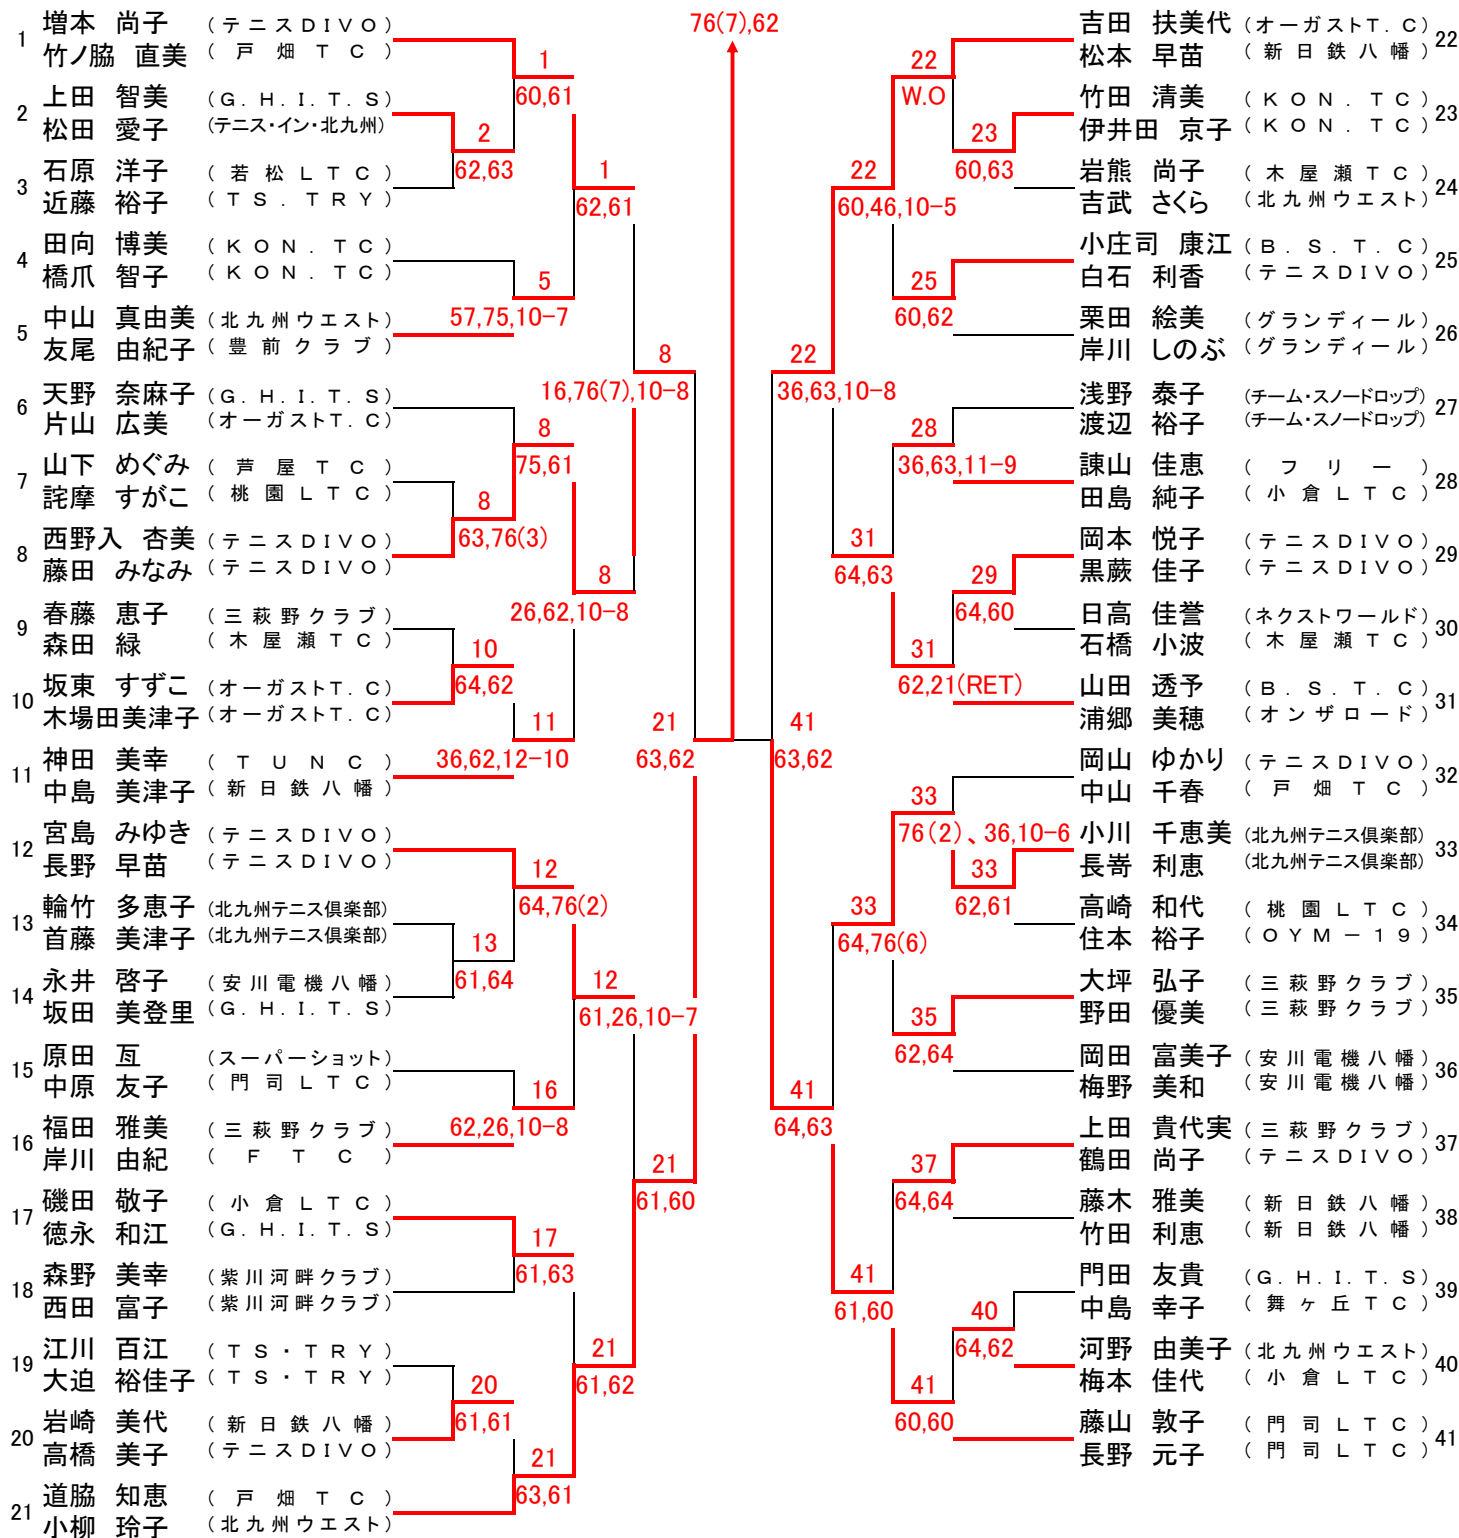 76(7),62
1
増本 尚子 (テニスDIVO)
竹ノ脇 直美 (戸畑TC)
2
上田 智美 (G.H.I.T.S)
松田 愛子 (テニス・イン・北九州)
3
石原 洋子 (若松LTC)
近藤 裕子 (TS.TRY)
4
田向 博美 (KON.TC)
橋爪 智子 (KON.TC)
5
中山 真由美 (北九州ウエスト)
友尾 由紀子 (豊前クラブ)
6
天野 奈麻子 (G.H.I.T.S)
片山 広美 (オーガストT.C)
7
山下 めぐみ (芦屋TC)
詫摩 すがこ (桃園LTC)
8
西野入 杏美 (テニスDIVO)
藤田 みなみ (テニスDIVO)
9
春藤 恵子 (三萩野クラブ)
森田 緑 (木屋瀬TC)
10
坂東 すずこ (オーガストT.C)
木場田美津子 (オーガストT.C)
11
神田 美幸 (TUNC)
中島 美津子 (新日鉄八幡)
12
宮島 みゆき (テニスDIVO)
長野 早苗 (テニスDIVO)
13
輪竹 多恵子 (北九州テニス倶楽部)
首藤 美津子 (北九州テニス倶楽部)
14
永井 啓子 (安川電機八幡)
坂田 美登里 (G.H.I.T.S)
15
原田 亙 (スーパーショット)
中原 友子 (門司LTC)
16
福田 雅美 (三萩野クラブ)
岸川 由紀 (FTC)
17
磯田 敬子 (小倉LTC)
徳永 和江 (G.H.I.T.S)
18
森野 美幸 (紫川河畔クラブ)
西田 富子 (紫川河畔クラブ)
19
江川 百江 (TS・TRY)
大迫 裕佳子 (TS・TRY)
20
岩崎 美代 (新日鉄八幡)
高橋 美子 (テニスDIVO)
21
道脇 知恵 (戸畑TC)
小柳 玲子 (北九州ウエスト)
2
62,63
8
63,76(3)
10
64,62
13
61,64
20
61,61
1
60,61
5
57,75,10-7
8
75,61
11
36,62,12-10
12
64,76(2)
16
62,26,10-8
17
61,63
21
63,61
1
62,61
8
26,62,10-8
12
61,26,10-7
21
61,62
8
16,76(7),10-8
21
61,60
21
63,62
41
63,62
22
36,63,10-8
41
64,63
22
60,46,10-5
31
64,63
33
64,76(6)
41
61,60
22
W.O
25
60,62
28
36,63,11-9
31
62,21(RET)
33
76(2)、36,10-6
35
62,64
37
64,64
41
60,60
23
60,63
29
64,60
33
62,61
40
64,62
吉田 扶美代 (オーガストT.C)
松本 早苗 (新日鉄八幡)
22
竹田 清美 (KON.TC)
伊井田 京子 (KON.TC)
23
岩熊 尚子 (木屋瀬TC)
吉武 さくら (北九州ウエスト)
24
小庄司 康江 (B.S.T.C)
白石 利香 (テニスDIVO)
25
栗田 絵美 (グランディール)
岸川 しのぶ (グランディール)
26
浅野 泰子 (チーム・スノードロップ)
渡辺 裕子 (チーム・スノードロップ)
27
諫山 佳恵 (フリー)
田島 純子 (小倉LTC)
28
岡本 悦子 (テニスDIVO)
黒蕨 佳子 (テニスDIVO)
29
日高 佳誉 (ネクストワールド)
石橋 小波 (木屋瀬TC)
30
山田 透予 (B.S.T.C)
浦郷 美穂 (オンザロード)
31
岡山 ゆかり (テニスDIVO)
中山 千春 (戸畑TC)
32
小川 千恵美 (北九州テニス倶楽部)
長嵜 利恵 (北九州テニス倶楽部)
33
高崎 和代 (桃園LTC)
住本 裕子 (OYM-19)
34
大坪 弘子 (三萩野クラブ)
野田 優美 (三萩野クラブ)
35
岡田 富美子 (安川電機八幡)
梅野 美和 (安川電機八幡)
36
上田 貴代実 (三萩野クラブ)
鶴田 尚子 (テニスDIVO)
37
藤木 雅美 (新日鉄八幡)
竹田 利恵 (新日鉄八幡)
38
門田 友貴 (G.H.I.T.S)
中島 幸子 (舞ヶ丘TC)
39
河野 由美子 (北九州ウエスト)
梅本 佳代 (小倉LTC)
40
藤山 敦子 (門司LTC)
長野 元子 (門司LTC)
41